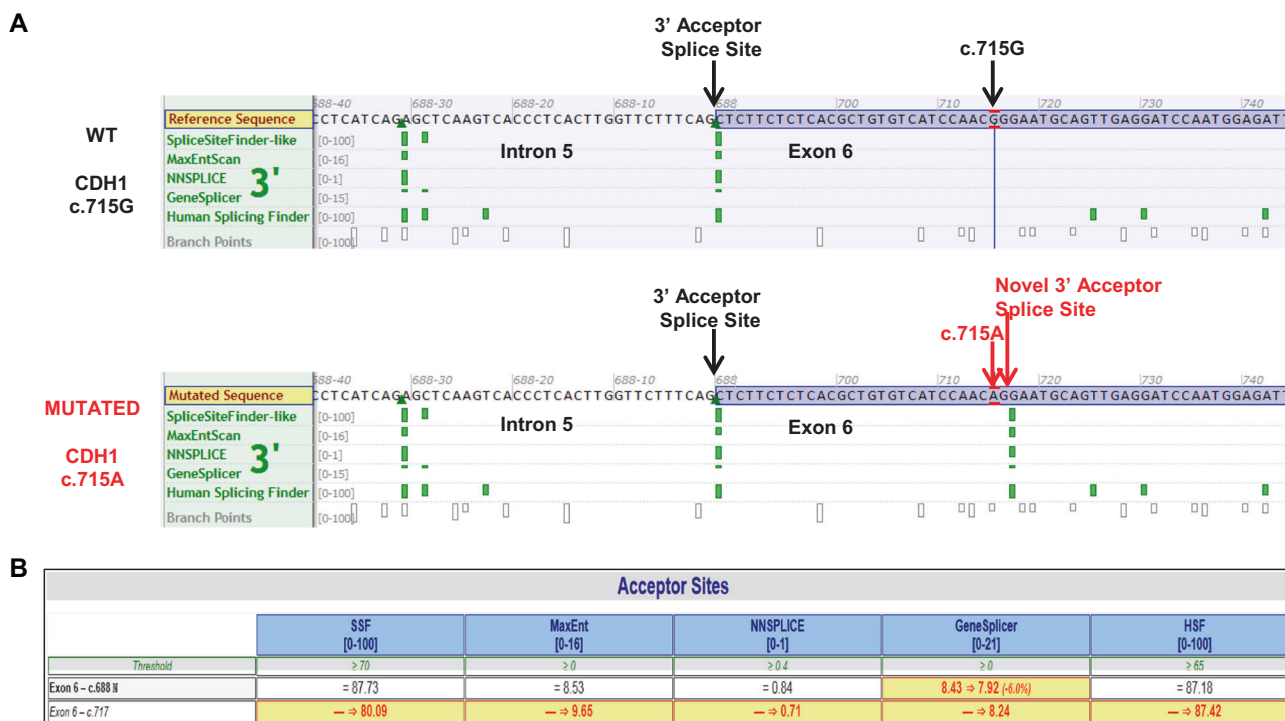 A
3’ Acceptor
Splice Site
c.715G
688-40 688-30 688-20 688-10 688 700 710 720 730 740
WT
Reference Sequence CCTCATCAGAGCTCAAGTCACCCTCACTTGGTTCTTTCAGCTCTTCTCTCACGCTGTGTCATCCAACGGGAATGCAGTTGAGGATCCAATGGAGATT
SpliceSiteFinder-like [0-100]
Intron 5 Exon 6
MaxEntScan [0-16]
CDH1
c.715G
NNSPLICE [0-1]
3'
GeneSplicer [0-15]
Human Splicing Finder [0-100]
Branch Points [0-100]
Novel 3’ Acceptor
Splice Site
3’ Acceptor
Splice Site
c.715A
688-40 688-30 688-20 688-10 688 700 710 720 730 740
MUTATED
Mutated Sequence CCTCATCAGAGCTCAAGTCACCCTCACTTGGTTCTTTCAGCTCTTCTCTCACGCTGTGTCATCCAACAGGAATGCAGTTGAGGATCCAATGGAGATT
SpliceSiteFinder-like [0-100]
Intron 5 Exon 6
MaxEntScan [0-16]
CDH1
c.715A
NNSPLICE [0-1]
3'
GeneSplicer [0-15]
Human Splicing Finder [0-100]
Branch Points [0-100]
B
Acceptor Sites
SSF [0-100] MaxEnt [0-16] NNSPLICE [0-1] GeneSplicer [0-21] HSF [0-100]
Threshold ≥ 70 ≥ 0 ≥ 0.4 ≥ 0 ≥ 65
Exon 6 – c.688 = 87.73 = 8.53 = 0.84 8.43 ⇒ 7.92 (-6.0%) = 87.18
Exon 6 – c.717 — ⇒ 80.09 — ⇒ 9.65 — ⇒ 0.71 — ⇒ 8.24 — ⇒ 87.42